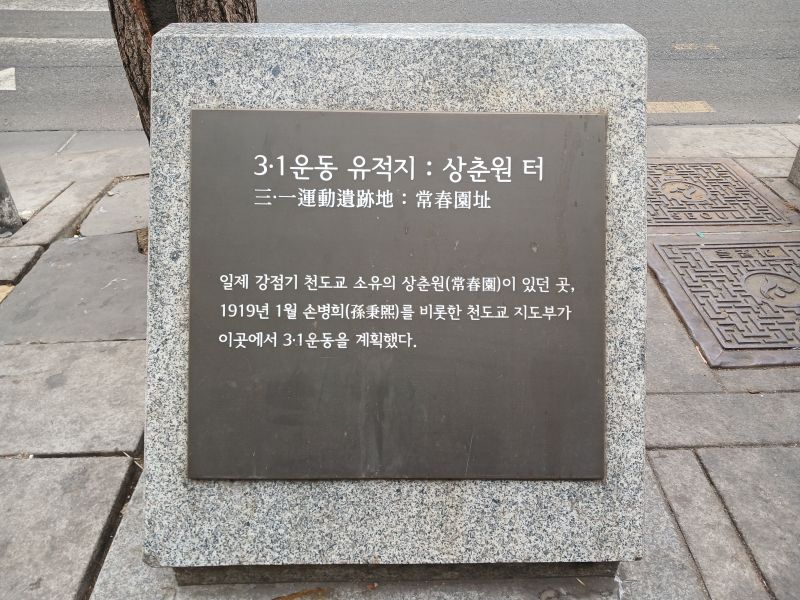 3·1운동 유적지 : 상춘원 터
三·一運動遺跡地 : 常春園址
일제 강점기 천도교 소유의 상춘원(常春園)이 있던 곳,
1919년 1월 손병희(孫秉熙)를 비롯한 천도교 지도부가
이곳에서 3·1운동을 계획했다.
SEOUL